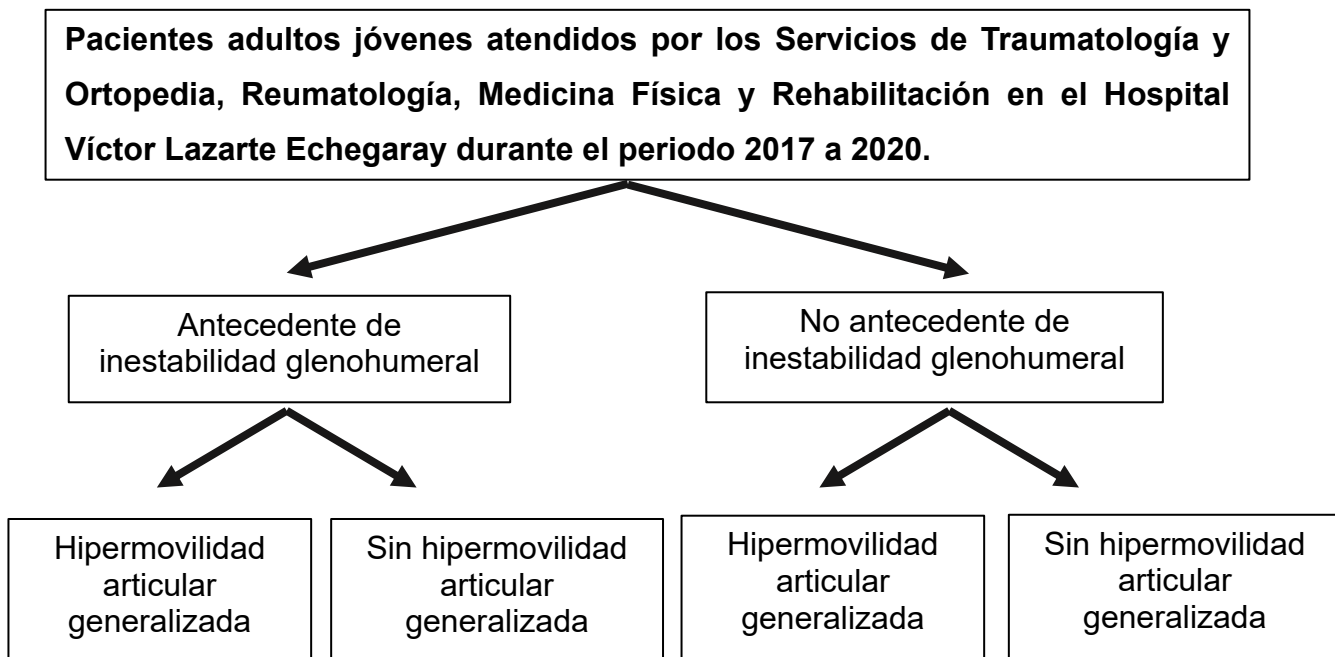 Pacientes adultos jóvenes atendidos por los Servicios de Traumatología y
Ortopedia, Reumatología, Medicina Física y Rehabilitación en el Hospital
Víctor Lazarte Echegaray durante el periodo 2017 a 2020.
Antecedente de
inestabilidad glenohumeral
No antecedente de
inestabilidad glenohumeral
Hipermovilidad
articular
generalizada
Sin hipermovilidad
articular
generalizada
Hipermovilidad
articular
generalizada
Sin hipermovilidad
articular
generalizada